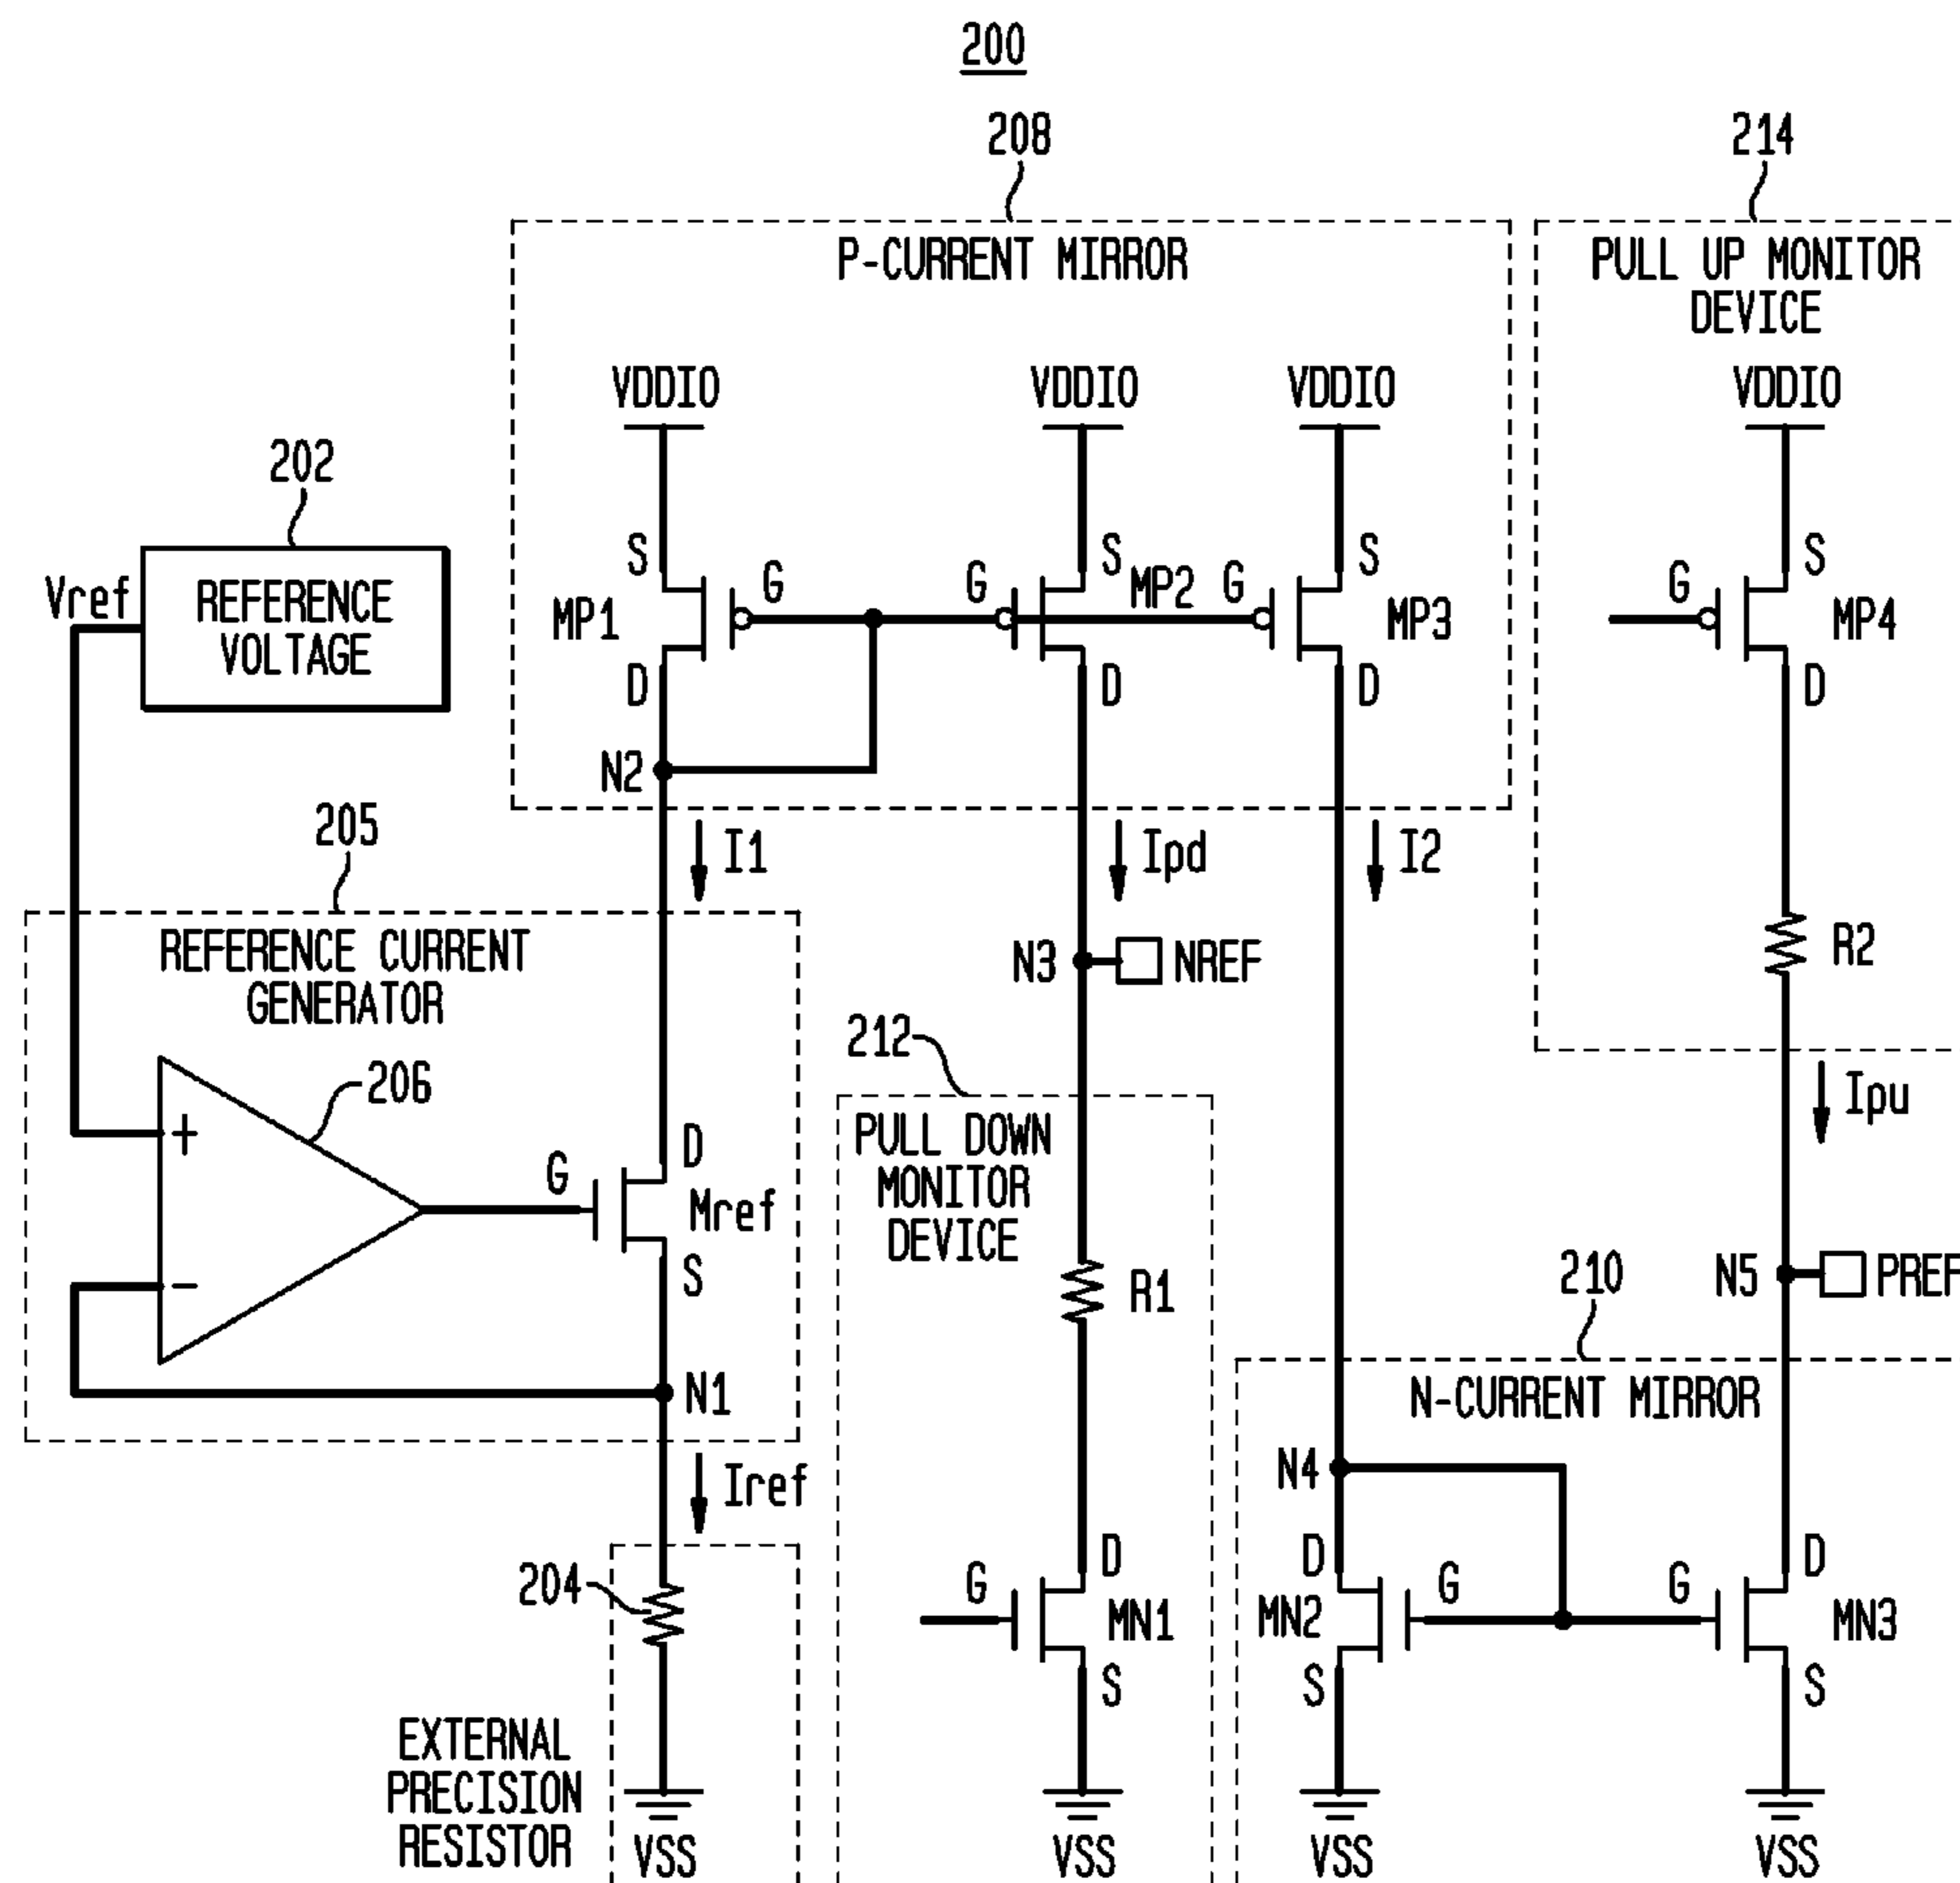 200
208
214
P-CURRENT MIRROR
PULL UP MONITOR
DEVICE
VDDIO
VDDIO
VDDIO
VDDIO
202
Vref
REFERENCE
VOLTAGE
S
S
S
S
MP1
G
G
MP2
G
MP3
G
MP4
D
D
D
D
N2
205
I1
Ipd
I2
REFERENCE CURRENT
GENERATOR
N3
NREF
R2
212
206
Ipu
+
PULL DOWN
MONITOR
DEVICE
G
D
Mref
S
-
R1
210
N5
PREF
N1
N-CURRENT MIRROR
Iref
N4
204
G
D
MN1
S
D
MN2
G
S
G
D
MN3
S
EXTERNAL
PRECISION
RESISTOR
VSS
VSS
VSS
VSS